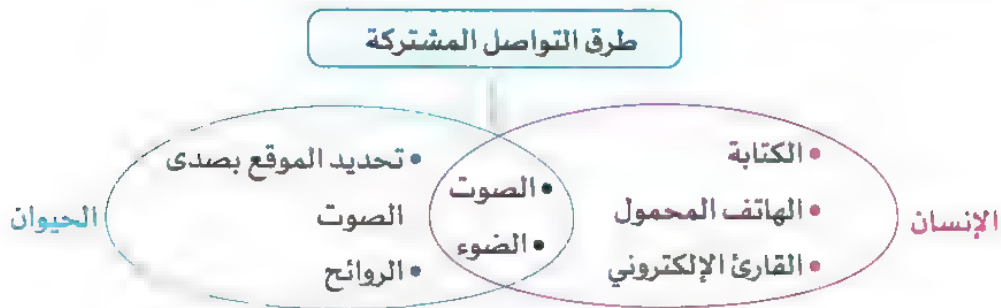 طرق التواصل المشتركة
الإنسان
• الكتابة
• الهاتف المحمول
• القارئ الإلكتروني
• الصوت
• الضوء
• تحديد الموقع بصدى
الصوت
• الروائح
الحيوان